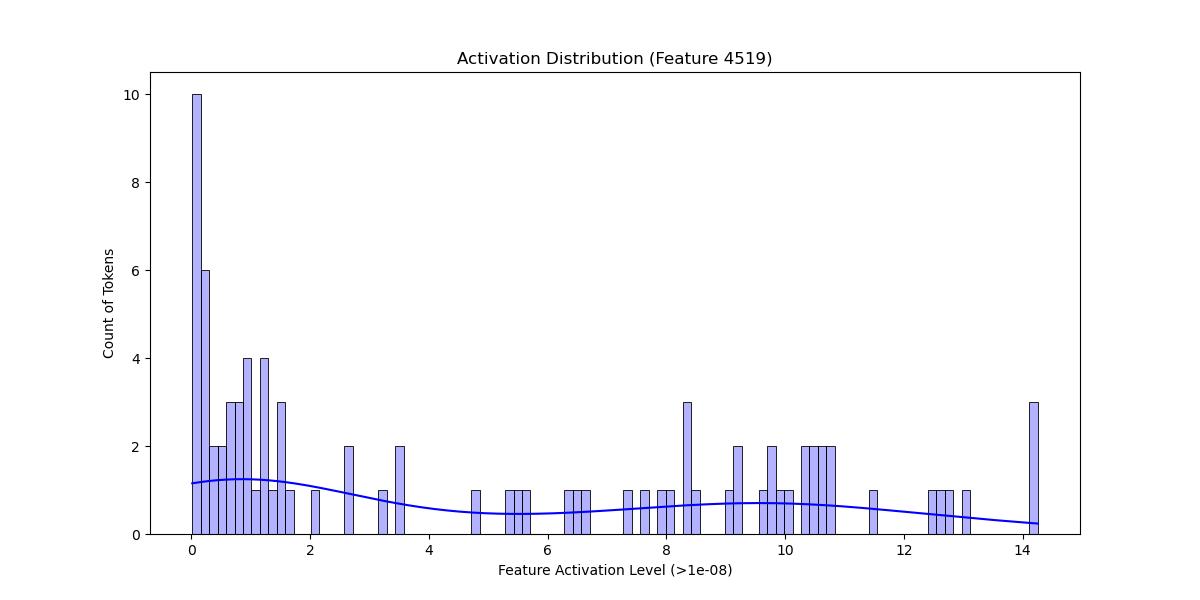 Activation Distribution (Feature 4519)
10
8
6
4
2
0
Count of Tokens
0 2 4 6 8 10 12 14
Feature Activation Level (>1e-08)